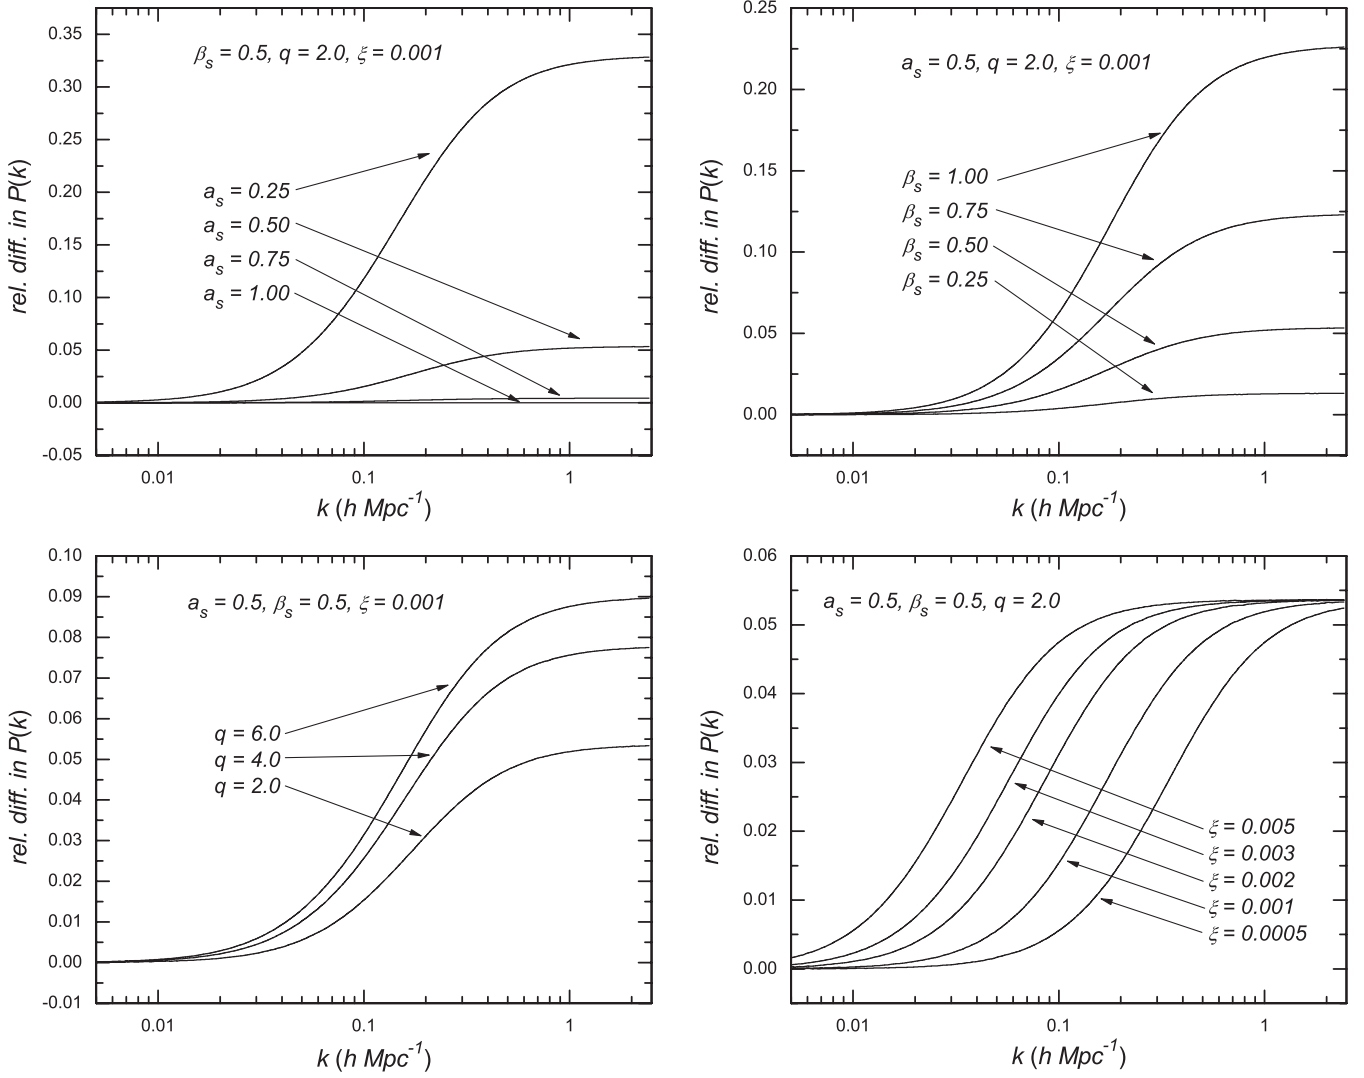 β_s = 0.5, q = 2.0, ξ = 0.001
0.35
0.30
0.25
0.20
0.15
0.10
0.05
0.00
-0.05
rel. diff. in P(k)
a_s = 0.25
a_s = 0.50
a_s = 0.75
a_s = 1.00
0.01
0.1
1
k (h Mpc^-1)
a_s = 0.5, q = 2.0, ξ = 0.001
0.25
0.20
0.15
0.10
0.05
0.00
rel. diff. in P(k)
β_s = 1.00
β_s = 0.75
β_s = 0.50
β_s = 0.25
0.01
0.1
1
k (h Mpc^-1)
a_s = 0.5, β_s = 0.5, ξ = 0.001
0.10
0.09
0.08
0.07
0.06
0.05
0.04
0.03
0.02
0.01
0.00
-0.01
rel. diff. in P(k)
q = 6.0
q = 4.0
q = 2.0
0.01
0.1
1
k (h Mpc^-1)
a_s = 0.5, β_s = 0.5, q = 2.0
0.06
0.05
0.04
0.03
0.02
0.01
0.00
rel. diff. in P(k)
ξ = 0.005
ξ = 0.003
ξ = 0.002
ξ = 0.001
ξ = 0.0005
0.01
0.1
1
k (h Mpc^-1)